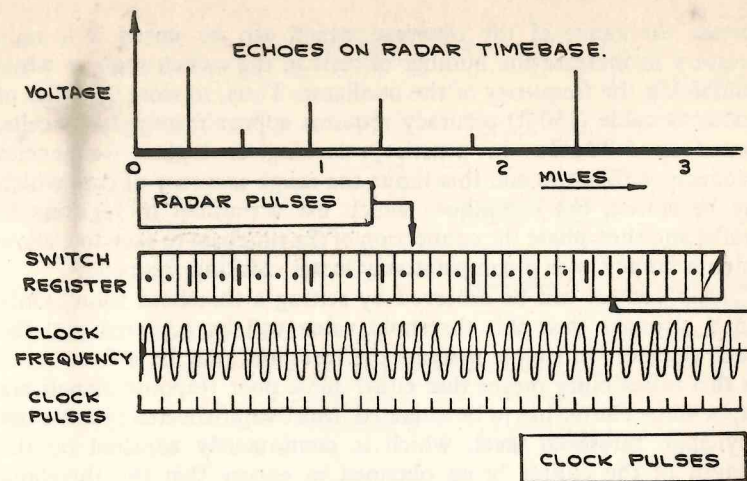 ECHOES ON RADAR TIMEBASE.
VOLTAGE
0 1 2 3
MILES
RADAR PULSES
SWITCH
REGISTER
CLOCK
FREQUENCY
CLOCK
PULSES
CLOCK PULSES